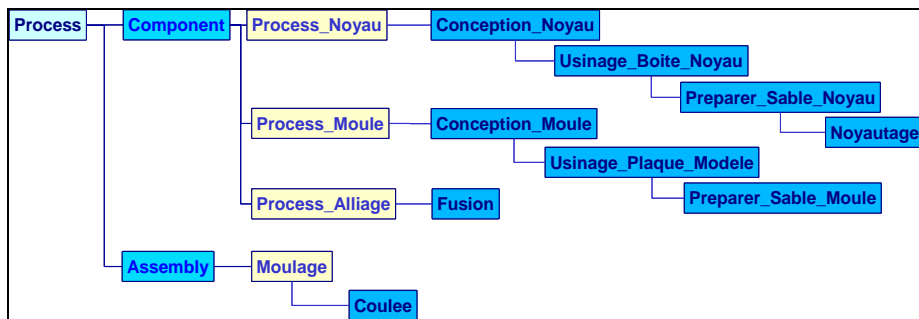 Process Component Process_Noyau Conception_Noyau
Usinage_Boite_Noyau
Preparer_Sable_Noyau
Process_Moule Conception_Moule Noyautage
Usinage_Plaque_Modele
Process_Alliage Fusion Preparer_Sable_Moule
Assembly Moulage
Coulee